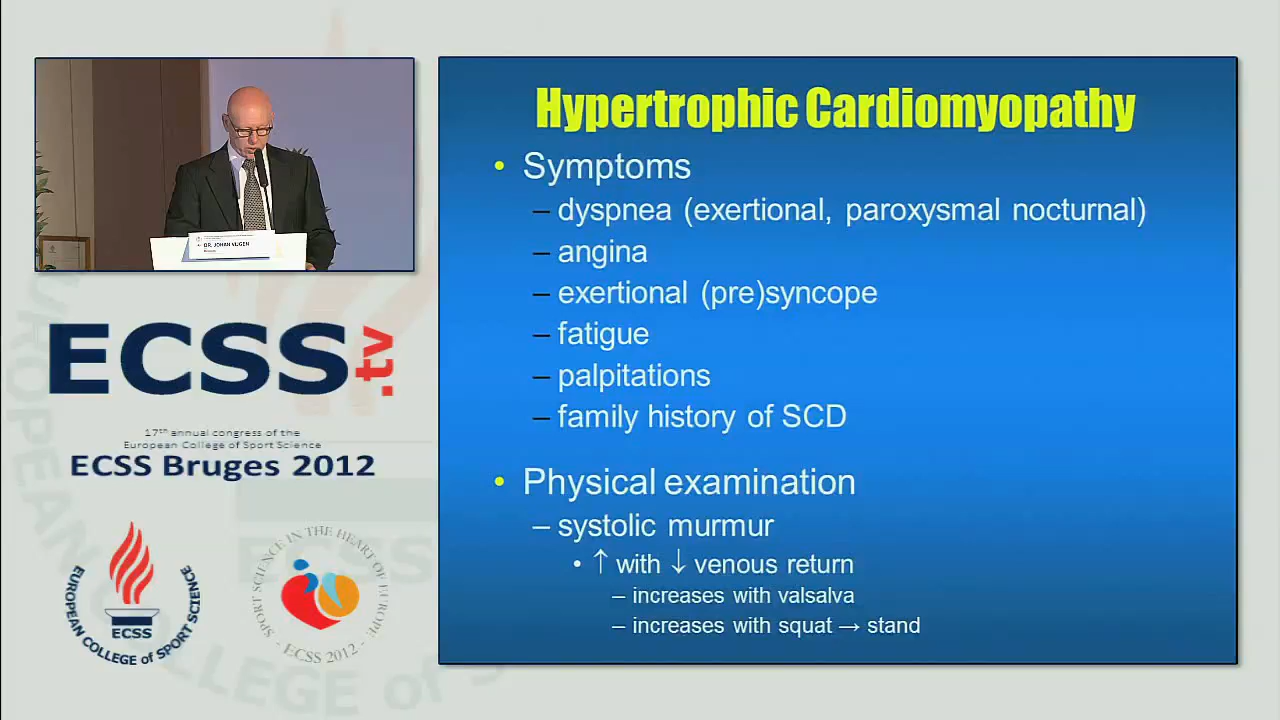 Hypertrophic Cardiomyopathy
• Symptoms
– dyspnea (exertional, paroxysmal nocturnal)
– angina
– exertional (pre)syncope
– fatigue
– palpitations
– family history of SCD
• Physical examination
– systolic murmur
• ↑ with ↓ venous return
– increases with valsalva
– increases with squat → stand
DR. JOHAN VIJGEN
ECSS.tv
17th annual congress of the
European College of Sport Science
ECSS Bruges 2012
ECSS
EUROPEAN COLLEGE of SPORT SCIENCE
SPORT SCIENCE IN THE HEART OF EUROPE
- ECSS 2012 -